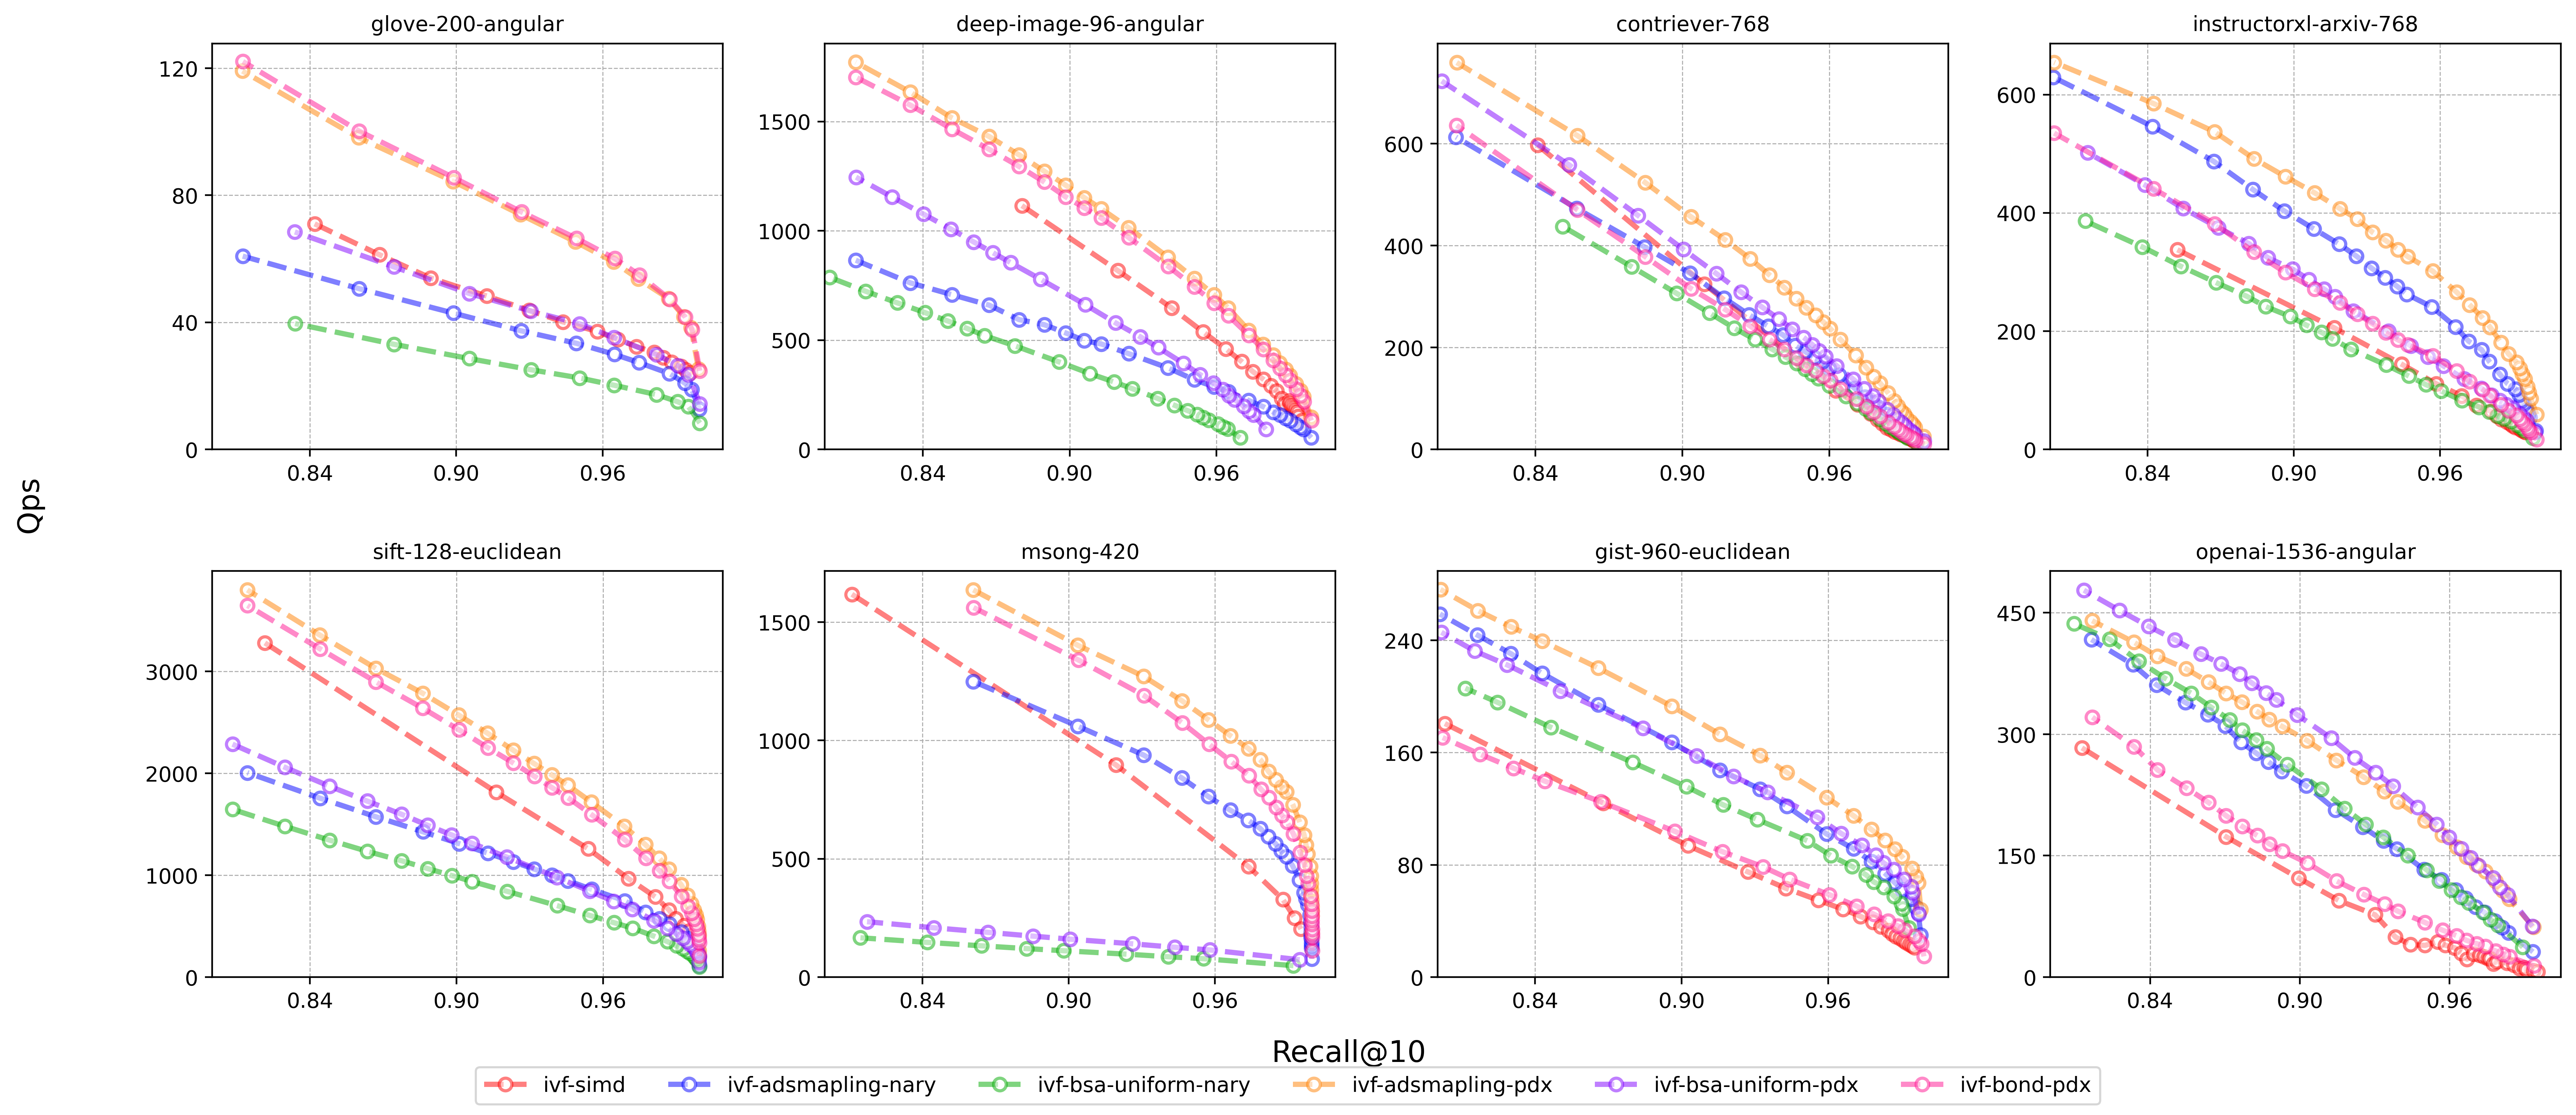 glove-200-angular
deep-image-96-angular
contriever-768
instructorxl-arxiv-768
120
80
40
0
0.84 0.90 0.96
1500
1000
500
0
0.84 0.90 0.96
600
400
200
0
0.84 0.90 0.96
600
400
200
0
0.84 0.90 0.96
Qps
sift-128-euclidean
msong-420
gist-960-euclidean
openai-1536-angular
3000
2000
1000
0
0.84 0.90 0.96
1500
1000
500
0
0.84 0.90 0.96
240
160
80
0
0.84 0.90 0.96
450
300
150
0
0.84 0.90 0.96
Recall@10
ivf-simd ivf-adsmapling-nary ivf-bsa-uniform-nary ivf-adsmapling-pdx ivf-bsa-uniform-pdx ivf-bond-pdx